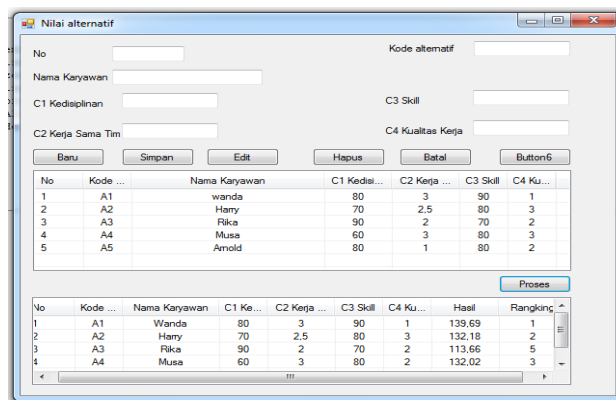 Nilai alternatif
No
Kode alternatif
Nama Karyawan
C1 Kedisiplinan
C3 Skill
C2 Kerja Sama Tim
C4 Kualitas Kerja
Baru Simpan Edit Hapus Batal Button6
No Kode ... Nama Karyawan C1 Kedisi... C2 Kerja ... C3 Skill C4 Ku...
1 A1 wanda 80 3 90 1
2 A2 Harry 70 2,5 80 3
3 A3 Rika 90 2 70 2
4 A4 Musa 60 3 80 3
5 A5 Arnold 80 1 80 2
Proses
No Kode ... Nama Karyawan C1 Ke... C2 Kerja ... C3 Skill C4 Ku... Hasil Rangking
1 A1 Wanda 80 3 90 1 139,69 1
2 A2 Harry 70 2,5 80 3 132,18 2
3 A3 Rika 90 2 70 2 113,66 5
4 A4 Musa 60 3 80 2 132,02 3